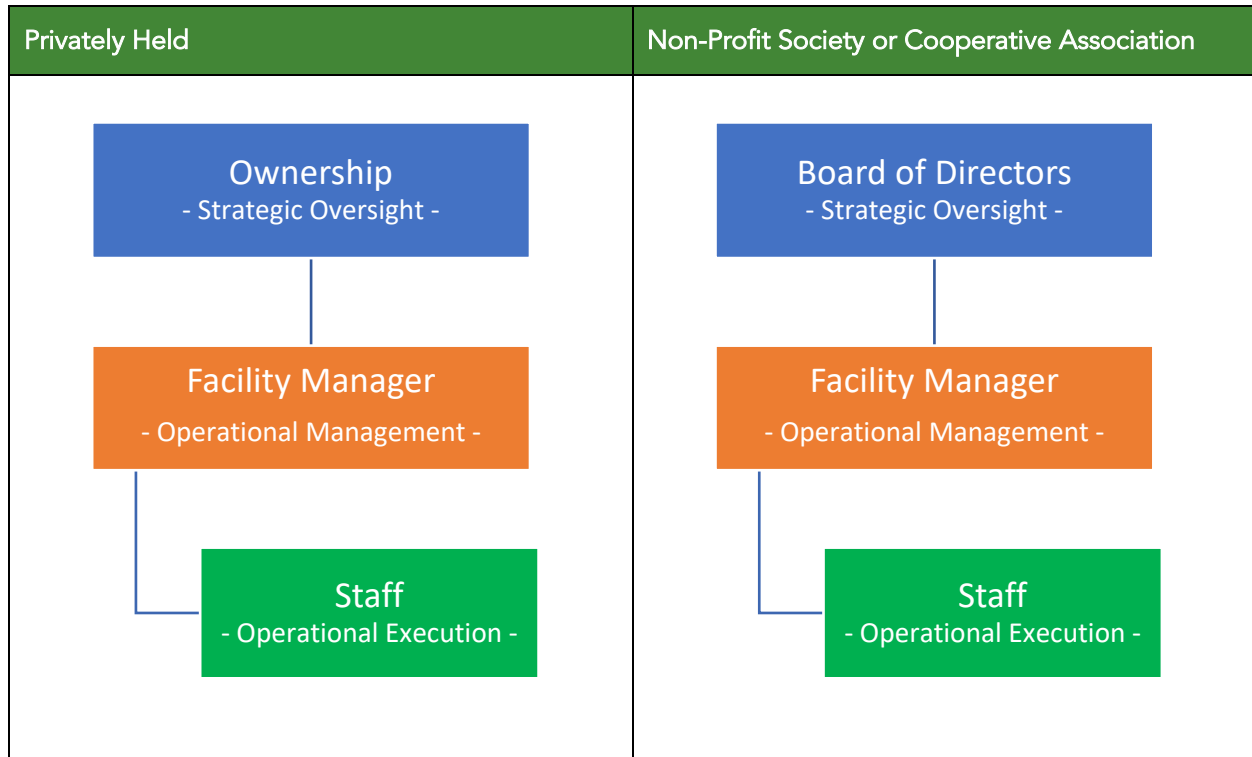 Privately Held
Non-Profit Society or Cooperative Association
Ownership
- Strategic Oversight -
Facility Manager
- Operational Management -
Staff
- Operational Execution -
Board of Directors
- Strategic Oversight -
Facility Manager
- Operational Management -
Staff
- Operational Execution -